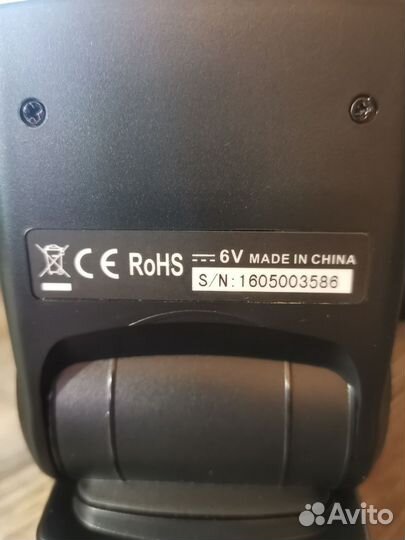 CE RoHS ⎓ 6V MADE IN CHINA
S/N:1605003586
Avito